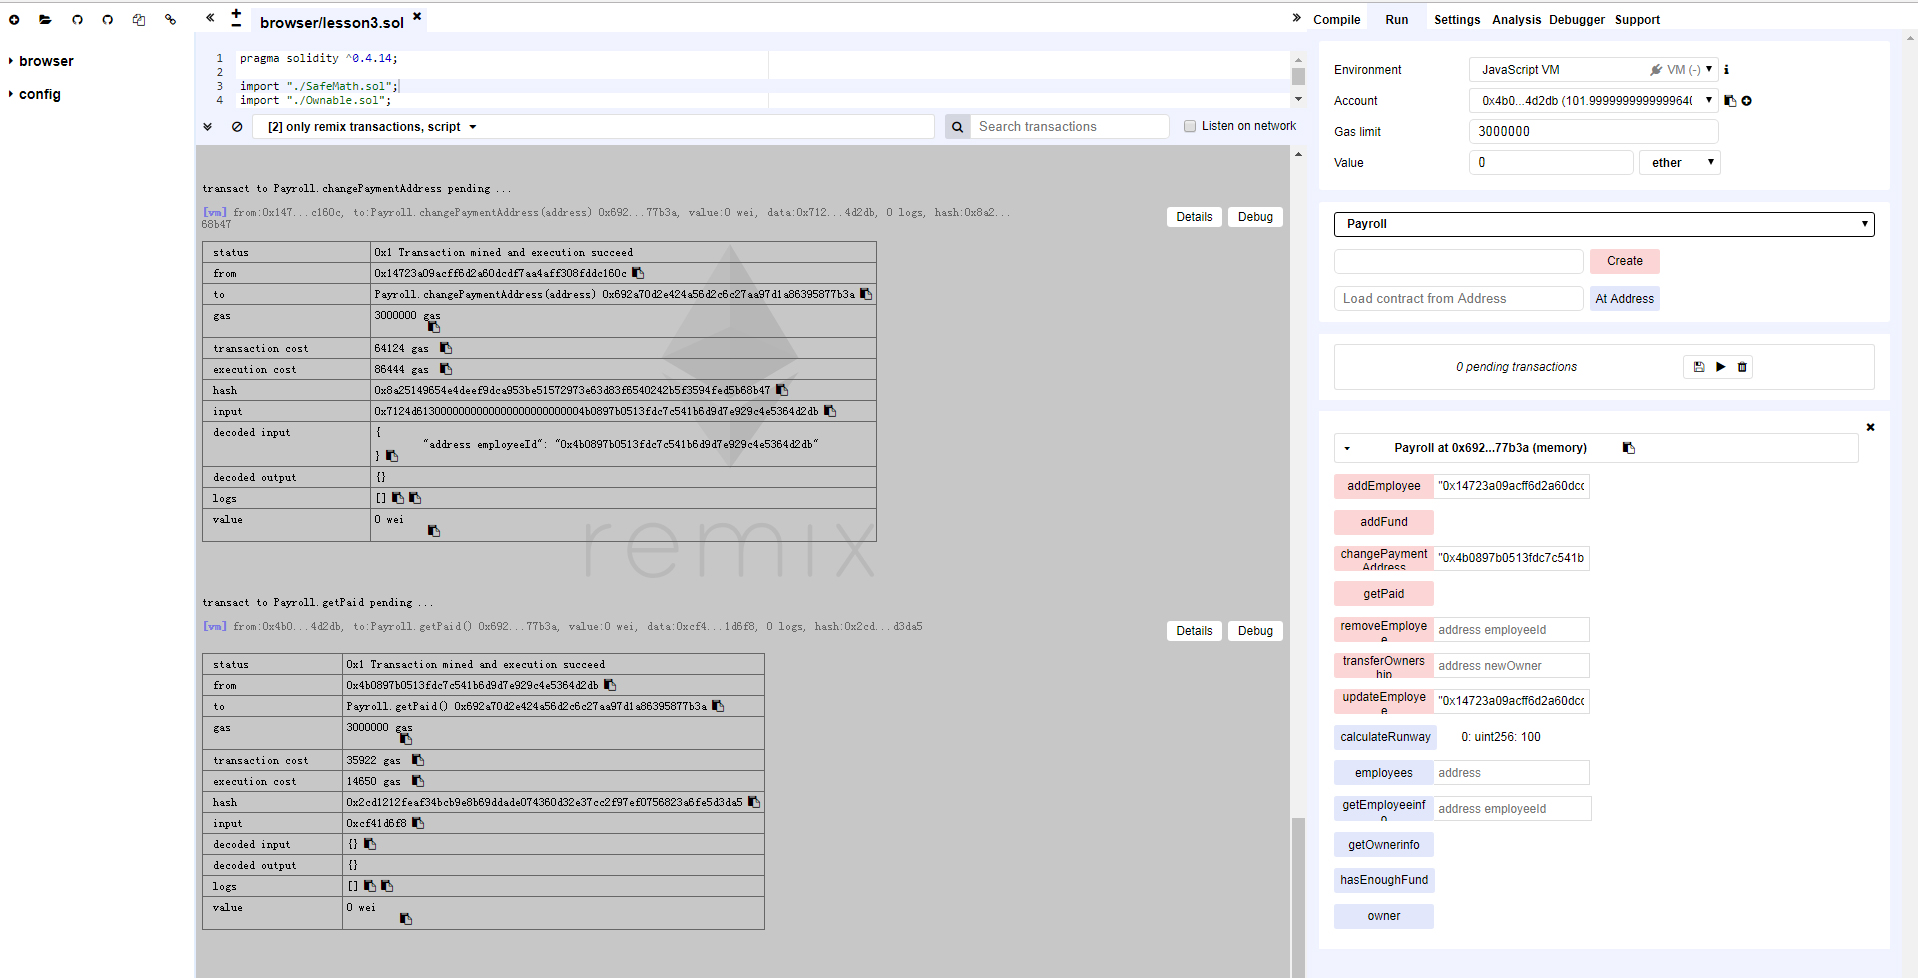 browser/lesson3.sol
Compile Run Settings Analysis Debugger Support
browser
config
1 pragma solidity ^0.4.14;
2
3 import "./SafeMath.sol";
4 import "./Ownable.sol";
[2] only remix transactions, script
Search transactions
Listen on network
transact to Payroll.changePaymentAddress pending ...
[vm] from:0x147...c160c, to:Payroll.changePaymentAddress(address) 0x692...77b3a, value:0 wei, data:0x712...4d2db, 0 logs, hash:0x8a2...
68b47
Details Debug
status 0x1 Transaction mined and execution succeed
from 0x14723a09acff6d2a60dcdf7aa4aff308fddc160c
to Payroll.changePaymentAddress(address) 0x692a70d2e424a56d2c6c27aa97d1a86395877b3a
gas 3000000 gas
transaction cost 64124 gas
execution cost 86444 gas
hash 0x8a25149654e4deef9dca953be51572973e63d83f6540242b5f3594fed5b68b47
input 0x7124d6130000000000000000000000004b0897b0513fdc7c541b6d9d7e929c4e5364d2db
decoded input {
"address employeeId": "0x4b0897b0513fdc7c541b6d9d7e929c4e5364d2db"
}
decoded output {}
logs []
value 0 wei
remix
transact to Payroll.getPaid pending ...
[vm] from:0x4b0...4d2db, to:Payroll.getPaid() 0x692...77b3a, value:0 wei, data:0xcf4...1d6f8, 0 logs, hash:0x2cd...d3da5
Details Debug
status 0x1 Transaction mined and execution succeed
from 0x4b0897b0513fdc7c541b6d9d7e929c4e5364d2db
to Payroll.getPaid() 0x692a70d2e424a56d2c6c27aa97d1a86395877b3a
gas 3000000 gas
transaction cost 35922 gas
execution cost 14650 gas
hash 0x2cd1212feaf34bcb9e8b69ddade074360d32e37cc2f97ef0756823a6fe5d3da5
input 0xcf41d6f8
decoded input {}
decoded output {}
logs []
value 0 wei
Environment JavaScript VM VM (-)
Account 0x4b0...4d2db (101.9999999999999640
Gas limit 3000000
Value 0 ether
Payroll
Create
Load contract from Address At Address
0 pending transactions
Payroll at 0x692...77b3a (memory)
addEmployee "0x14723a09acff6d2a60dcc
addFund
changePayment
Address "0x4b0897b0513fdc7c541b
getPaid
removeEmploye
e address employeeId
transferOwners
hip address newOwner
updateEmploye
e "0x14723a09acff6d2a60dcc
calculateRunway 0: uint256: 100
employees address
getEmployeeinf
o address employeeId
getOwnerinfo
hasEnoughFund
owner